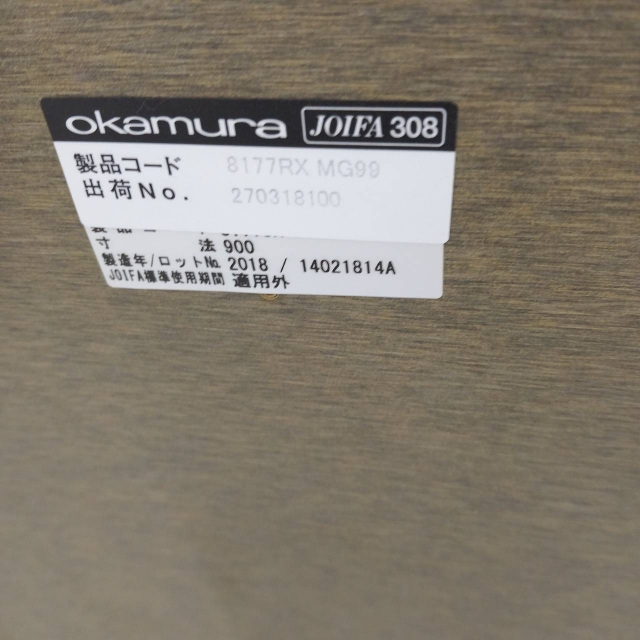 okamura JOIFA 308
製品コード 8177RX MG99
出荷No. 270318100
寸 法 900
製造年/ロットNo. 2018 / 14021814A
JOIFA標準使用期間 適用外